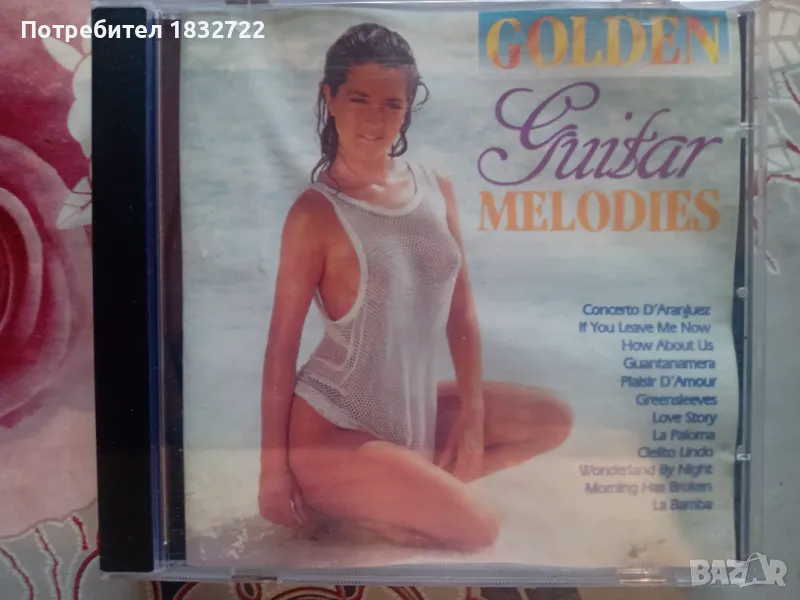 Потребител 1832722
GOLDEN
Guitar
MELODIES
Concerto D'Aranjuez
If You Leave Me Now
How About Us
Guantanamera
Plaisir D'Amour
Greensleeves
Love Story
La Paloma
Cielito Lindo
Wonderland By Night
Morning Has Broken
La Bamba
BAZAR